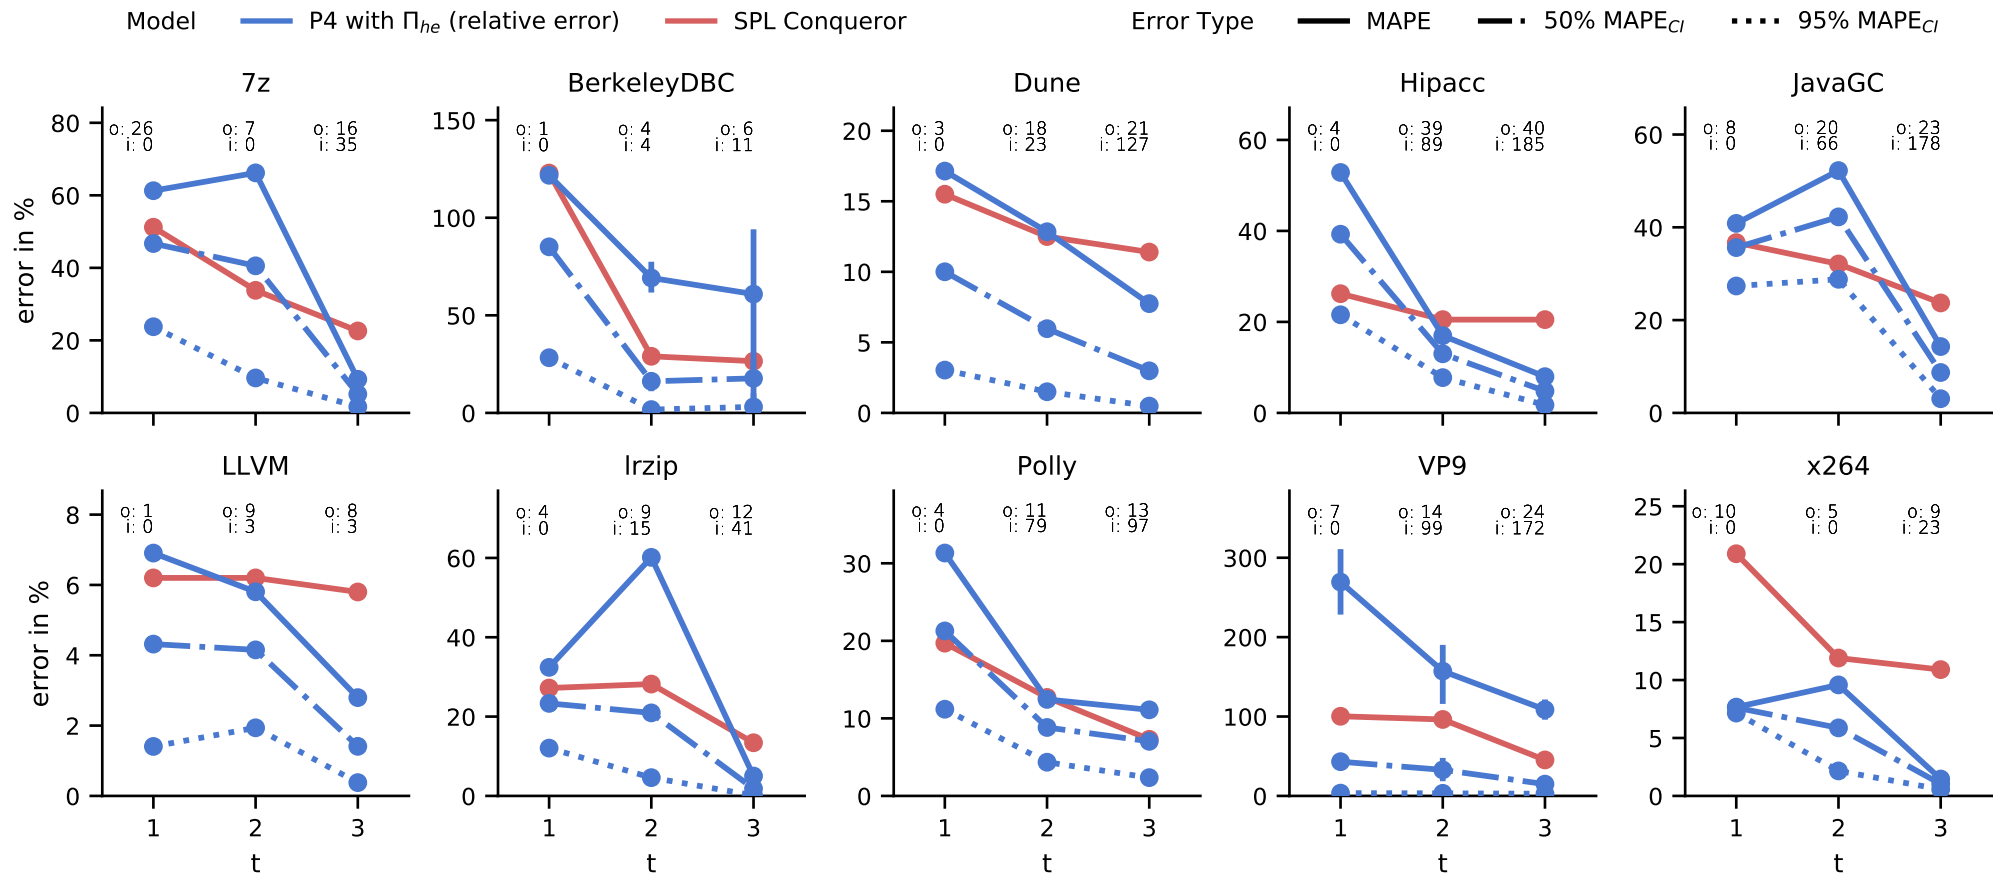 Model P4 with Π_he (relative error) SPL Conqueror Error Type MAPE 50% MAPE_CI 95% MAPE_CI
7z BerkeleyDBC Dune Hipacc JavaGC
error in %
80
60
40
20
0
o: 26 o: 7 o: 16
i: 0 i: 0 i: 35
1 2 3
150
100
50
0
o: 1 o: 4 o: 6
i: 0 i: 4 i: 11
20
15
10
5
0
o: 3 o: 18 o: 21
i: 0 i: 23 i: 127
60
40
20
0
o: 4 o: 39 o: 40
i: 0 i: 89 i: 185
60
40
20
0
o: 8 o: 20 o: 23
i: 0 i: 66 i: 178
LLVM lrzip Polly VP9 x264
error in %
8
6
4
2
0
o: 1 o: 9 o: 8
i: 0 i: 3 i: 3
1 2 3
t
60
40
20
0
o: 4 o: 9 o: 12
i: 0 i: 15 i: 41
1 2 3
t
30
20
10
0
o: 4 o: 11 o: 13
i: 0 i: 79 i: 97
1 2 3
t
300
200
100
0
o: 7 o: 14 o: 24
i: 0 i: 99 i: 172
1 2 3
t
25
20
15
10
5
0
o: 10 o: 5 o: 9
i: 0 i: 0 i: 23
1 2 3
t